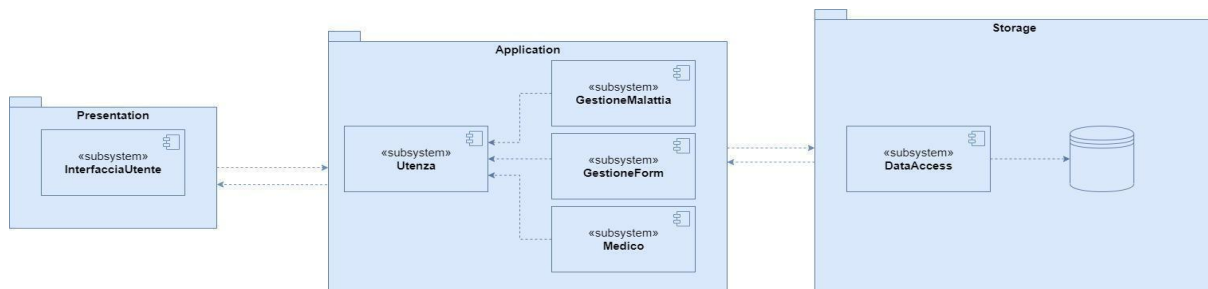 Presentation
«subsystem»
InterfacciaUtente
Application
«subsystem»
Utenza
«subsystem»
GestioneMalattia
«subsystem»
GestioneForm
«subsystem»
Medico
Storage
«subsystem»
DataAccess